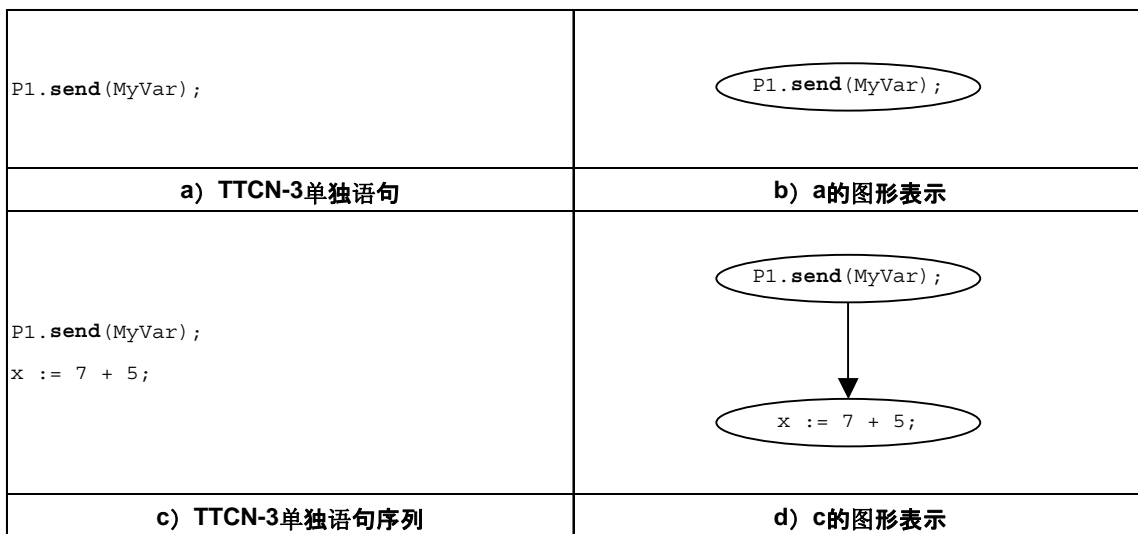 P1.send(MyVar);
P1.send(MyVar);
a）TTCN-3单独语句
b）a的图形表示
P1.send(MyVar);
x := 7 + 5;
P1.send(MyVar);
x := 7 + 5;
c）TTCN-3单独语句序列
d）c的图形表示